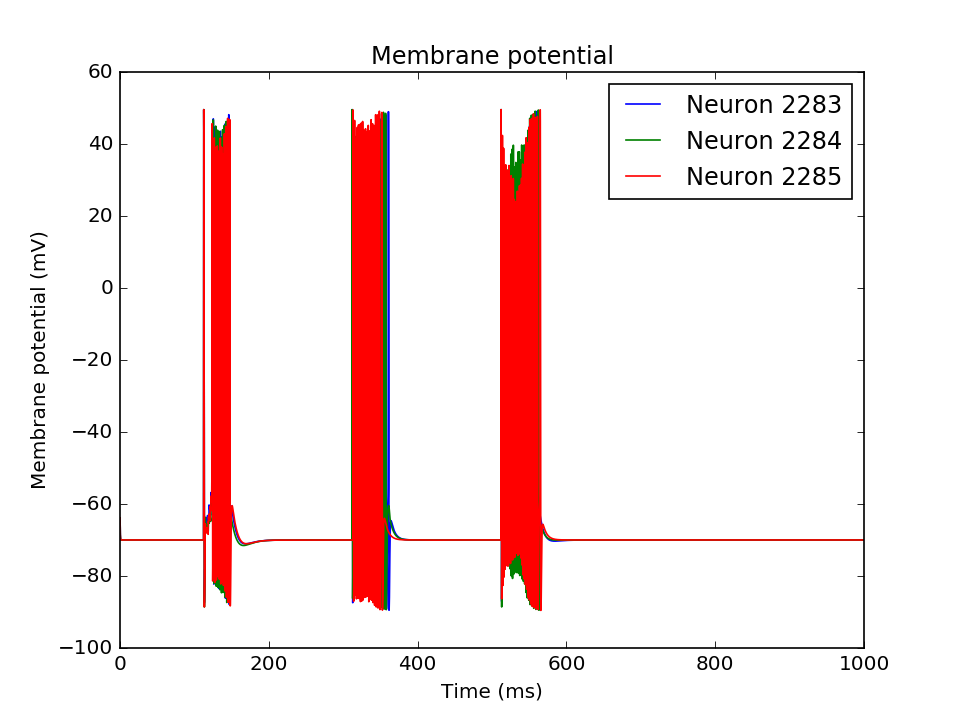 Membrane potential
60
40
20
0
−20
−40
−60
−80
−100
Membrane potential (mV)
Neuron 2283
Neuron 2284
Neuron 2285
0 200 400 600 800 1000
Time (ms)